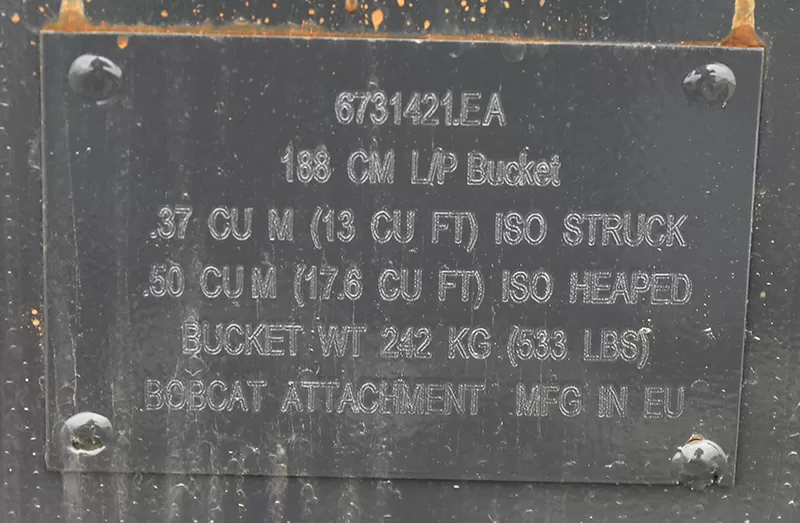 6731421.EA
188 CM L/P Bucket
.37 CU M (13 CU FT) ISO STRUCK
.50 CU M (17.6 CU FT) ISO HEAPED
BUCKET WT 242 KG (533 LBS)
BOBCAT ATTACHMENT MFG IN EU